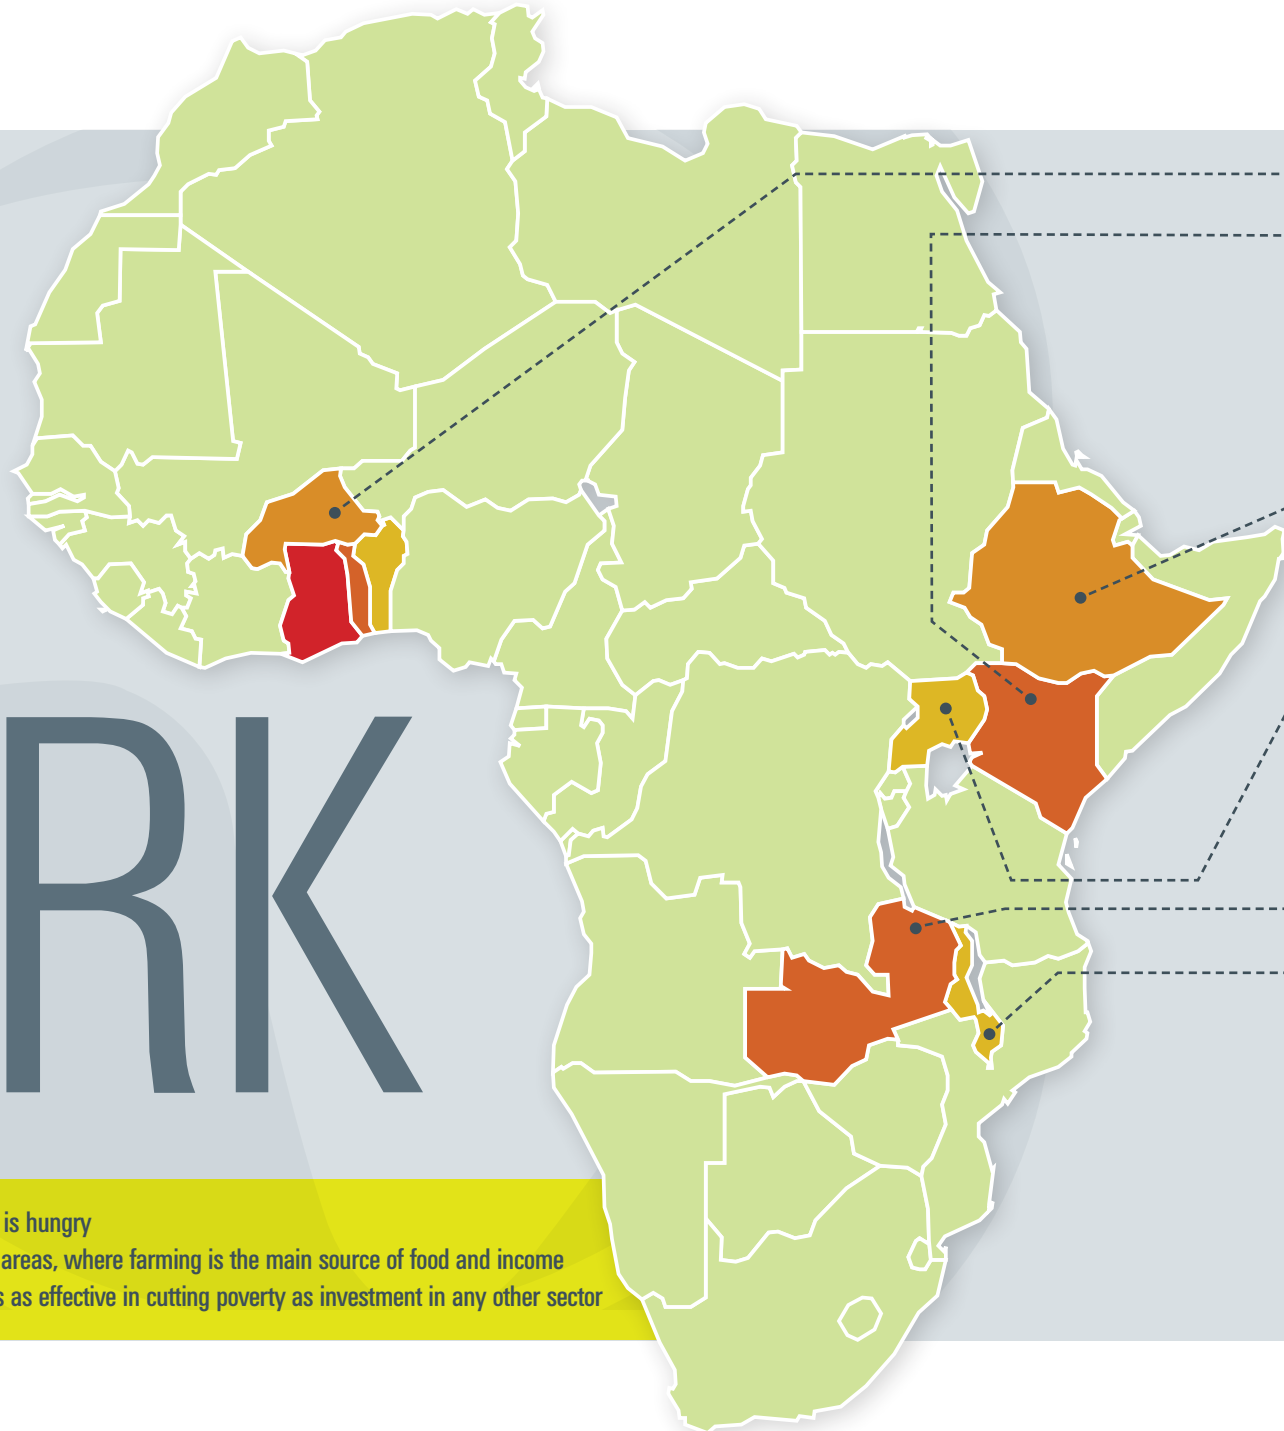 RK
is hungry
areas, where farming is the main source of food and income
s as effective in cutting poverty as investment in any other sector